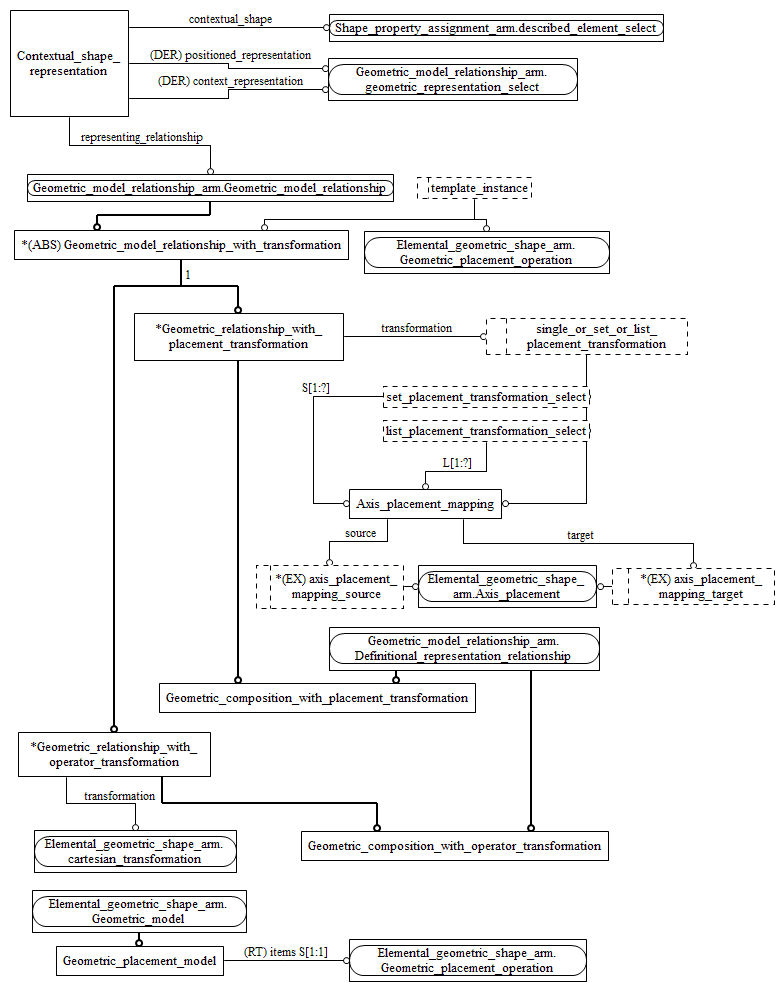 contextual_shape
Shape_property_assignment_arm.described_element_select
Contextual_shape_
representation
(DER) positioned_representation
(DER) context_representation
Geometric_model_relationship_arm.
geometric_representation_select
representing_relationship
Geometric_model_relationship_arm.Geometric_model_relationship
template_instance
*(ABS) Geometric_model_relationship_with_transformation
Elemental_geometric_shape_arm.
Geometric_placement_operation
1
*Geometric_relationship_with_
placement_transformation
transformation
single_or_set_or_list_
placement_transformation
S[1:?]
set_placement_transformation_select
list_placement_transformation_select
L[1:?]
Axis_placement_mapping
source
target
*(EX) axis_placement_
mapping_source
Elemental_geometric_shape_
arm.Axis_placement
*(EX) axis_placement_
mapping_target
Geometric_model_relationship_arm.
Definitional_representation_relationship
Geometric_composition_with_placement_transformation
*Geometric_relationship_with_
operator_transformation
transformation
Elemental_geometric_shape_arm.
cartesian_transformation
Geometric_composition_with_operator_transformation
Elemental_geometric_shape_arm.
Geometric_model
Geometric_placement_model
(RT) items S[1:1]
Elemental_geometric_shape_arm.
Geometric_placement_operation